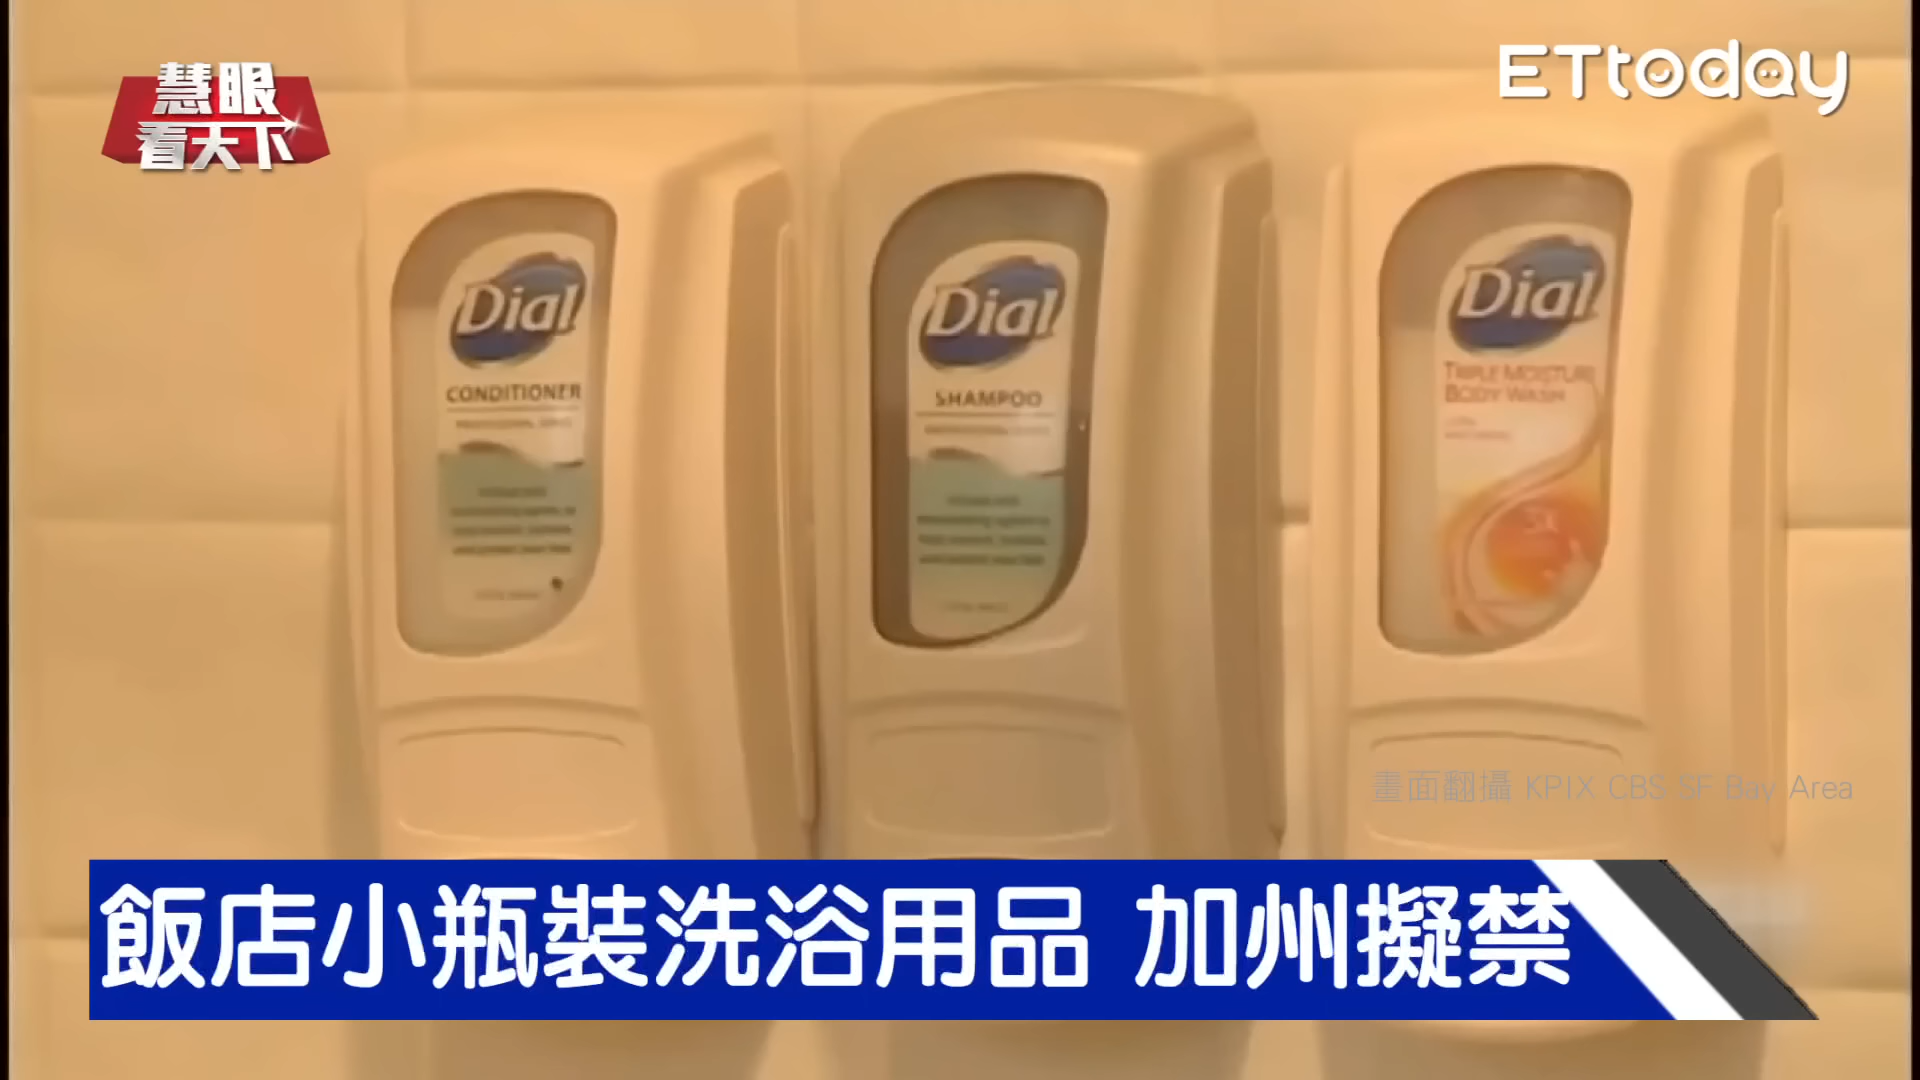 慧眼
看天下
ETtoday
Dial
CONDITIONER
Dial
SHAMPOO
Dial
TRIPLE MOISTURE
BODY WASH
3X
畫面翻攝 KPIX CBS SF Bay Area
飯店小瓶裝洗浴用品 加州擬禁